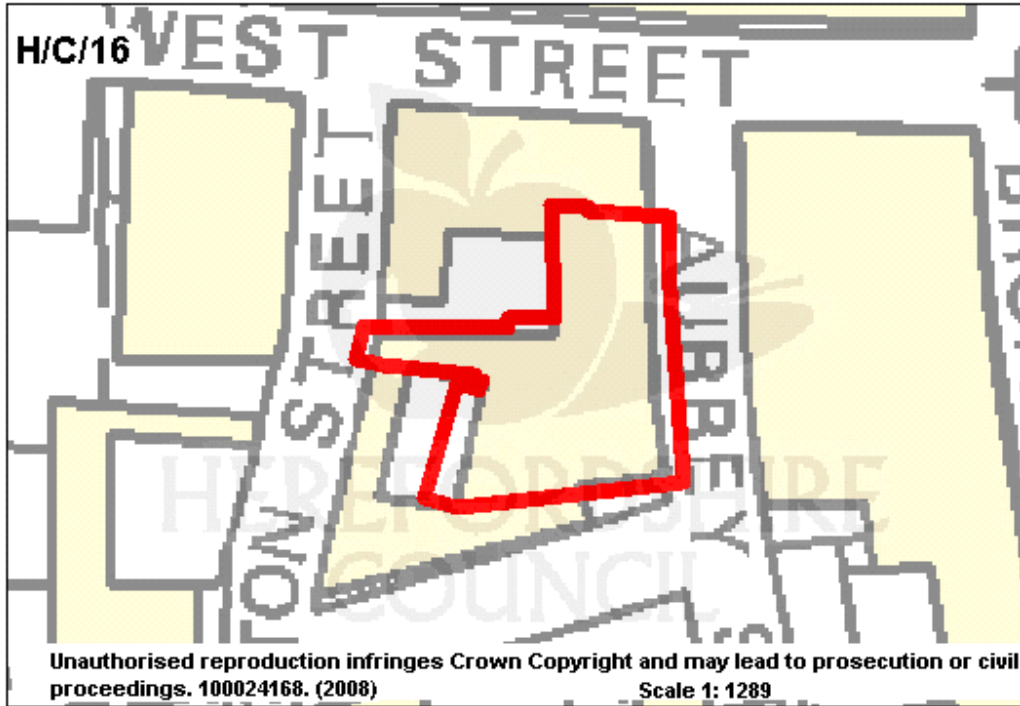 H/C/16
WEST STREET
STREET
TON
AUBREY
HEREFORDSHIRE
COUNCIL
Unauthorised reproduction infringes Crown Copyright and may lead to prosecution or civil
proceedings. 100024168. (2008) Scale 1: 1289